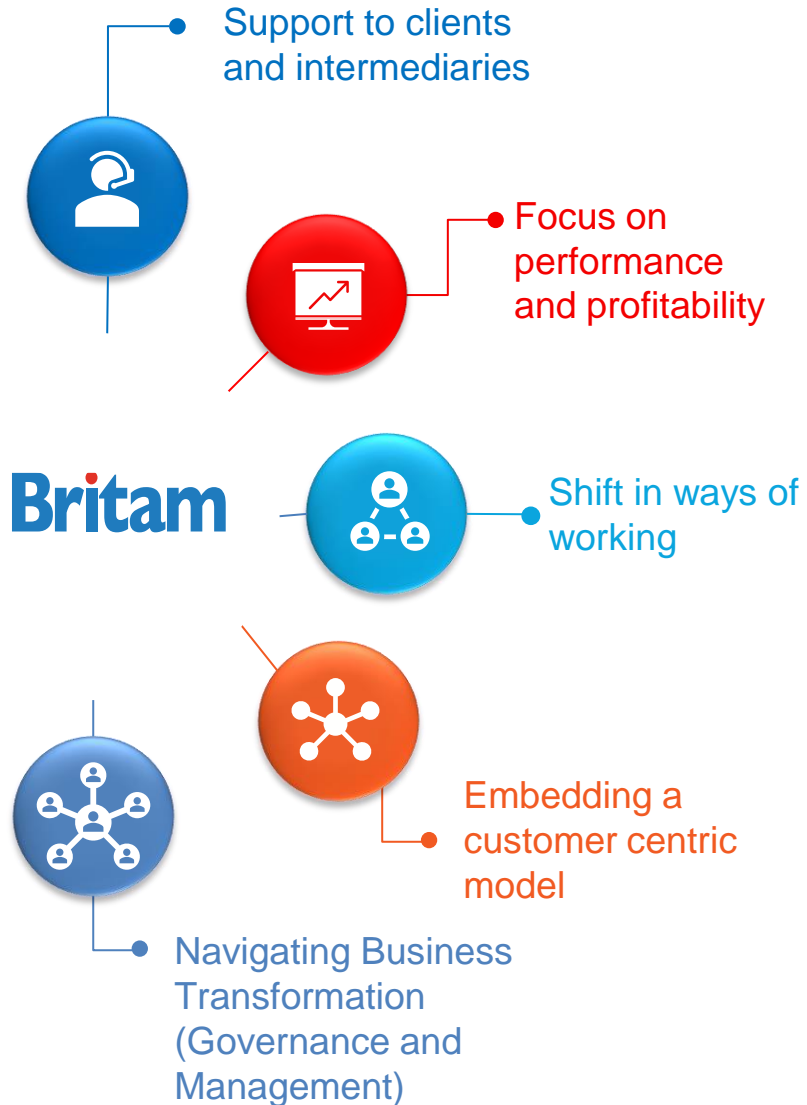 Support to clients
and intermediaries
Focus on
performance
and profitability
Britam
Shift in ways of
working
Embedding a
customer centric
model
Navigating Business
Transformation
(Governance and
Management)